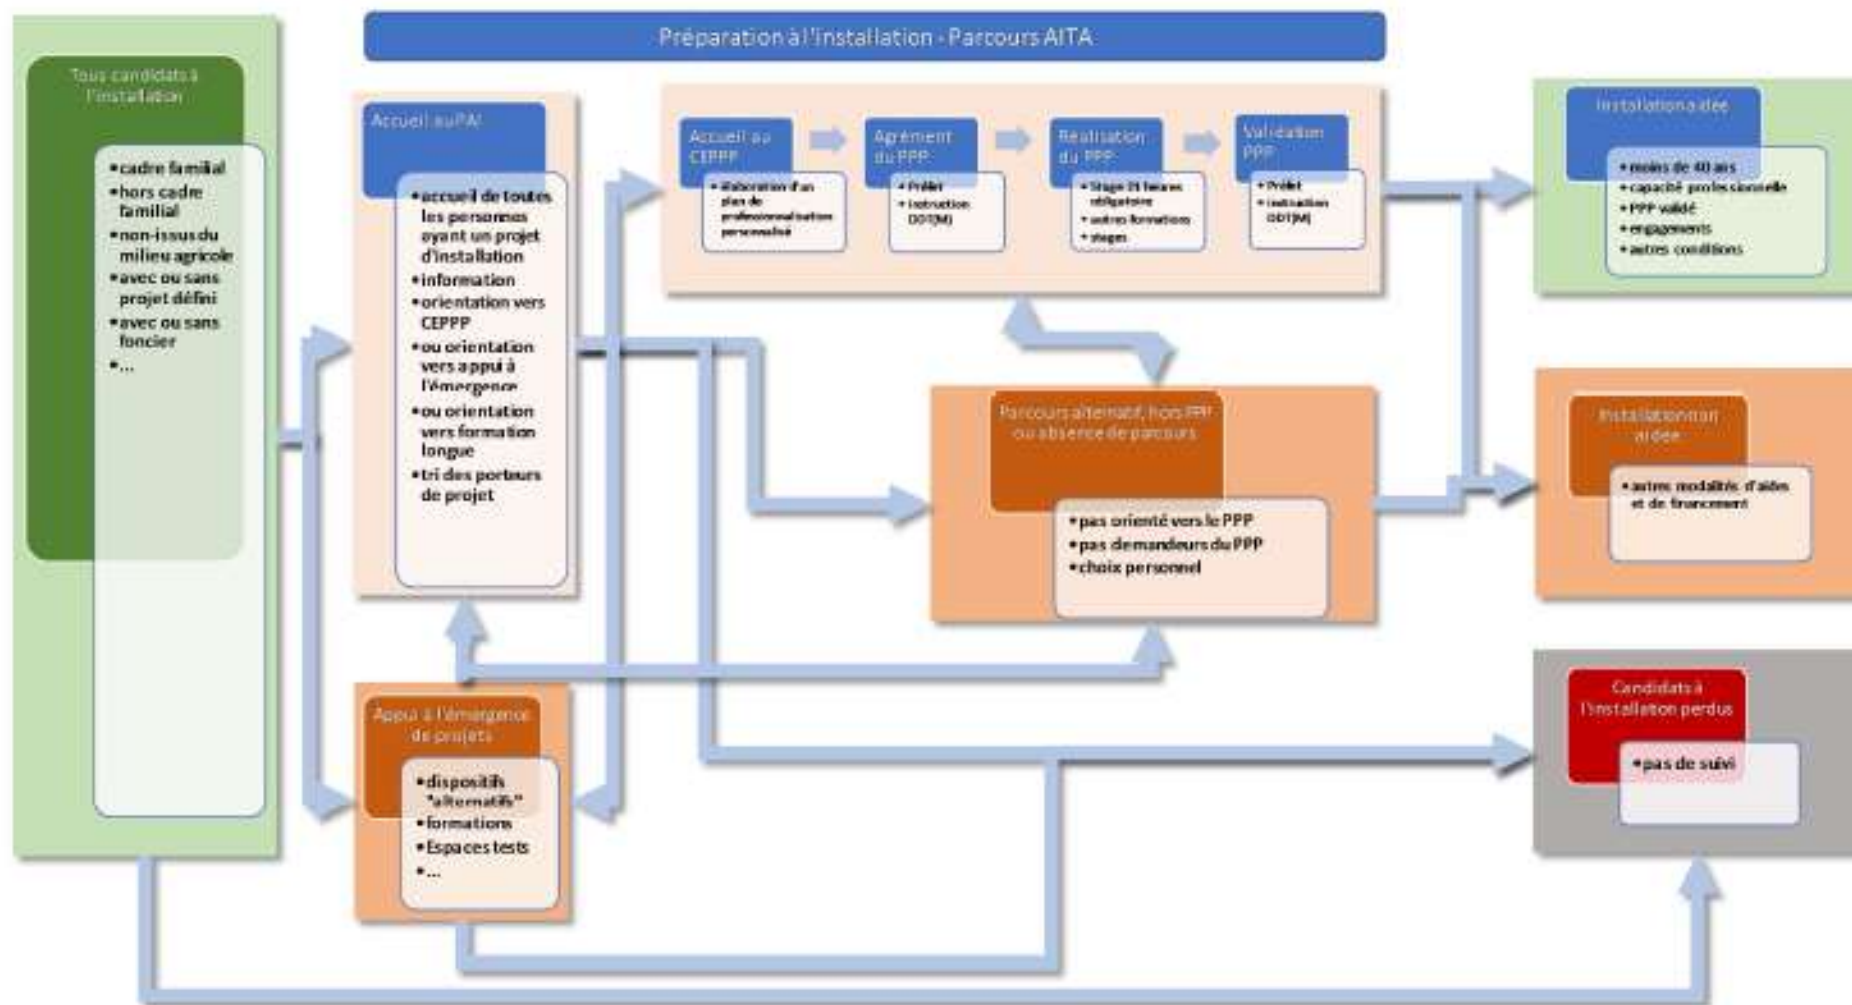 Préparation à l'installation - Parcours AITA
Tous candidats à
l'installation
•cadre familial
•hors cadre
familial
•non-issus du
milieu agricole
•avec ou sans
projet défini
•avec ou sans
foncier
•...
Accueil au PAI
•accueil de toutes
les personnes
ayant un projet
d'installation
•information
•orientation vers
CEPPP
•ou orientation
vers appui à
l'émergence
•ou orientation
vers formation
longue
•tri des porteurs
de projet
Appui à l'émergence
de projets
•dispositifs
"alternatifs"
•formations
•Espaces tests
•...
Accueil au
CEPPP
• élaboration d'un
plan de
professionnalisation
personnalisé
Agrément
du PPP
• Préfet
• instruction
DDT(M)
Réalisation
du PPP
• Stage 21 heures
obligatoire
• autres formations
• stages
Validation
PPP
• Préfet
• instruction
DDT(M)
Parcours alternatif, hors PPP
ou absence de parcours
•pas orienté vers le PPP
•pas demandeurs du PPP
•choix personnel
Installation aidée
• moins de 40 ans
• capacité professionnelle
• PPP validé
• engagements
• autres conditions
Installation non
aidée
• autres modalités d'aides
et de financement
Candidats à
l'installation perdus
•pas de suivi